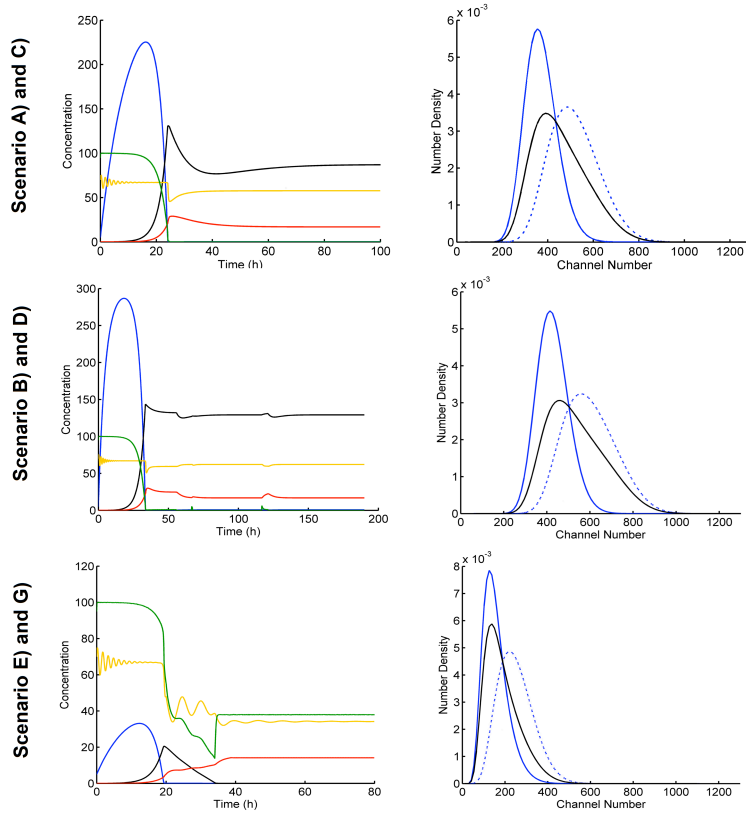 Scenario A) and C)
Concentration
250
200
150
100
50
0
0 20 40 60 80 100
Time (h)
Number Density
x 10⁻³
6
5
4
3
2
1
0
0 200 400 600 800 1000 1200
Channel Number
Scenario B) and D)
Concentration
300
250
200
150
100
50
0
0 50 100 150 200
Time (h)
Number Density
x 10⁻³
6
5
4
3
2
1
0
0 200 400 600 800 1000 1200
Channel Number
Scenario E) and G)
Concentration
120
100
80
60
40
20
0
0 20 40 60 80
Time (h)
Number Density
x 10⁻³
8
7
6
5
4
3
2
1
0
0 200 400 600 800 1000 1200
Channel Number